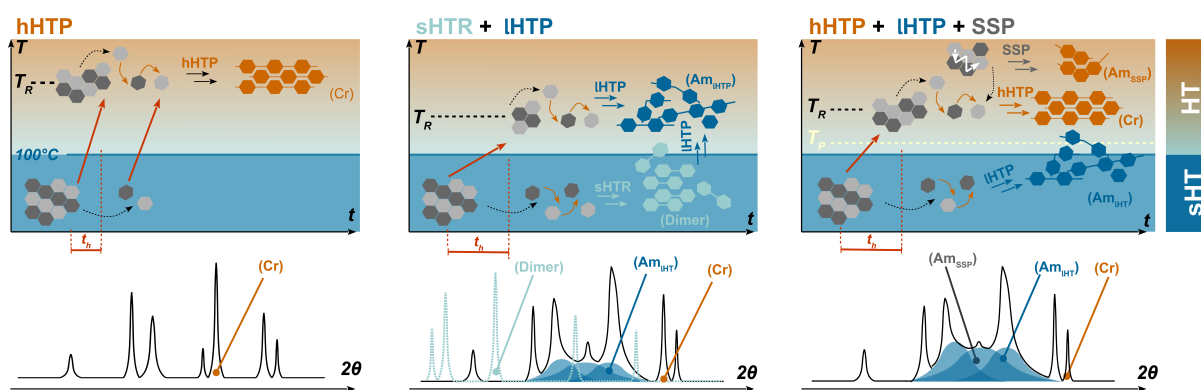 hHTP
T
T_R
hHTP
(Cr)
100°C
t
t_h
(Cr)
2θ
sHTR + lHTP
T
T_R
lHTP
(Am_lHTP)
lHTP
sHTR
(Dimer)
t
t_h
(Dimer)
(Am_lHT)
(Cr)
2θ
hHTP + lHTP + SSP
T
SSP
(Am_SSP)
T_R
hHTP
(Cr)
T_P
lHTP
(Am_lHT)
t
t_h
(Am_SSP)
(Am_lHT)
(Cr)
2θ
HT
sHT